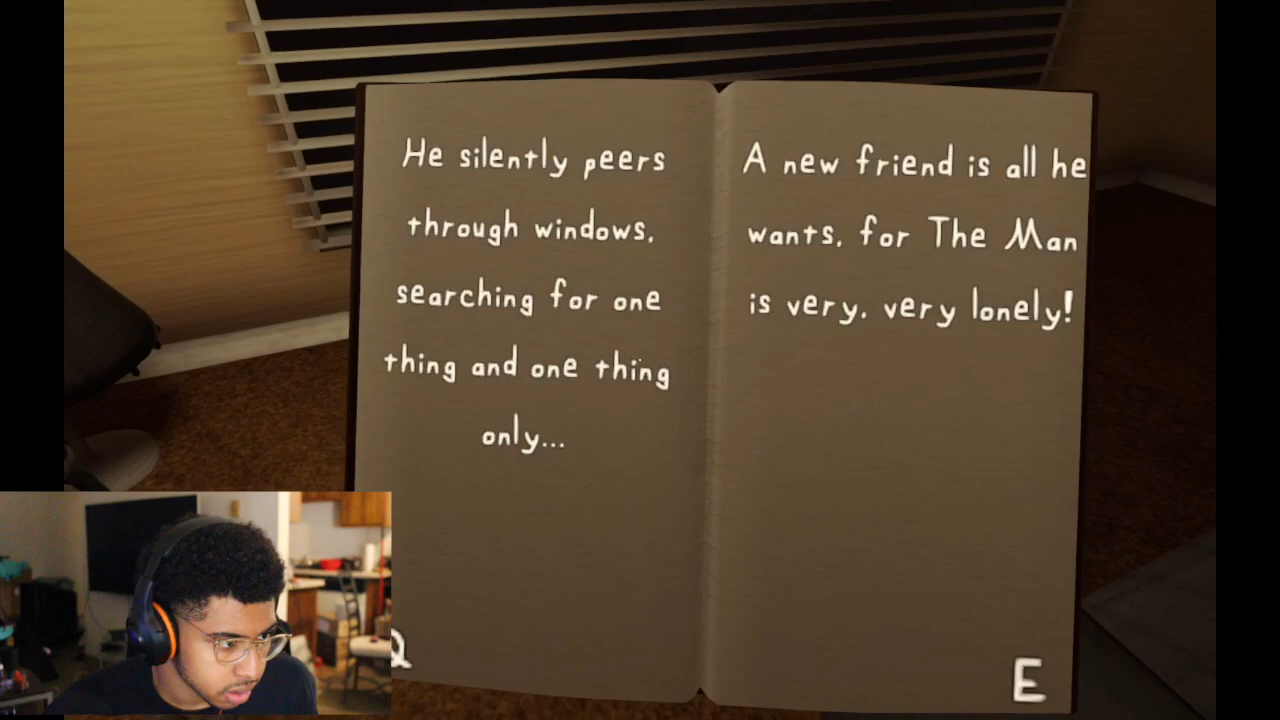 He silently peers
through windows,
searching for one
thing and one thing
only...
A new friend is all he
wants, for The Man
is very, very lonely!
Q
E